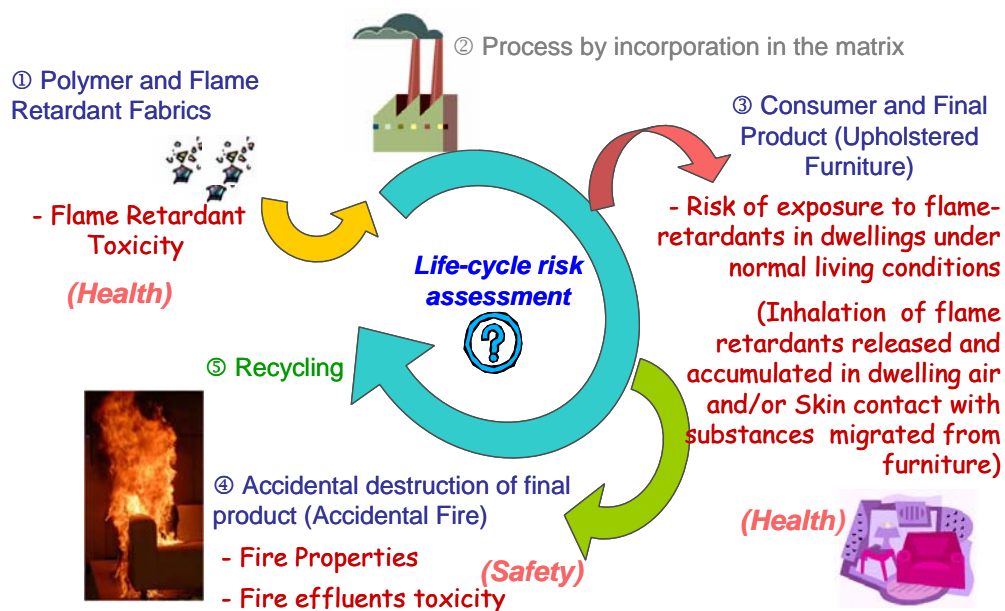 ① Polymer and Flame
Retardant Fabrics
- Flame Retardant
Toxicity
(Health)
② Process by incorporation in the matrix
③ Consumer and Final
Product (Upholstered
Furniture)
- Risk of exposure to flame-
retardants in dwellings under
normal living conditions
(Inhalation of flame
retardants released and
accumulated in dwelling air
and/or Skin contact with
substances migrated from
furniture)
(Health)
Life-cycle risk
assessment
?
⑤ Recycling
④ Accidental destruction of final
product (Accidental Fire)
- Fire Properties
(Safety)
- Fire effluents toxicity